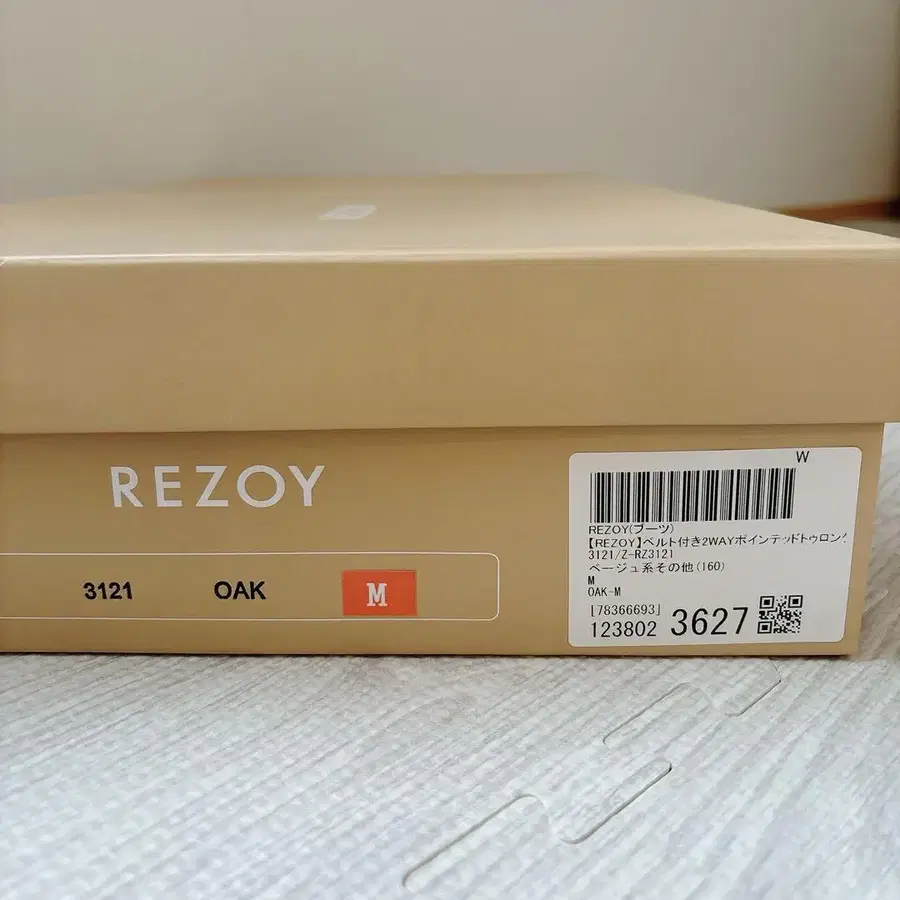 REZOY
3121 OAK M
W
REZOY(ブーツ)
【REZOY】ベルト付き2WAYポインテッドトゥロング
3121/Z-RZ3121
ベージュ系その他(160)
M
OAK-M
[78366693]
123802 3627